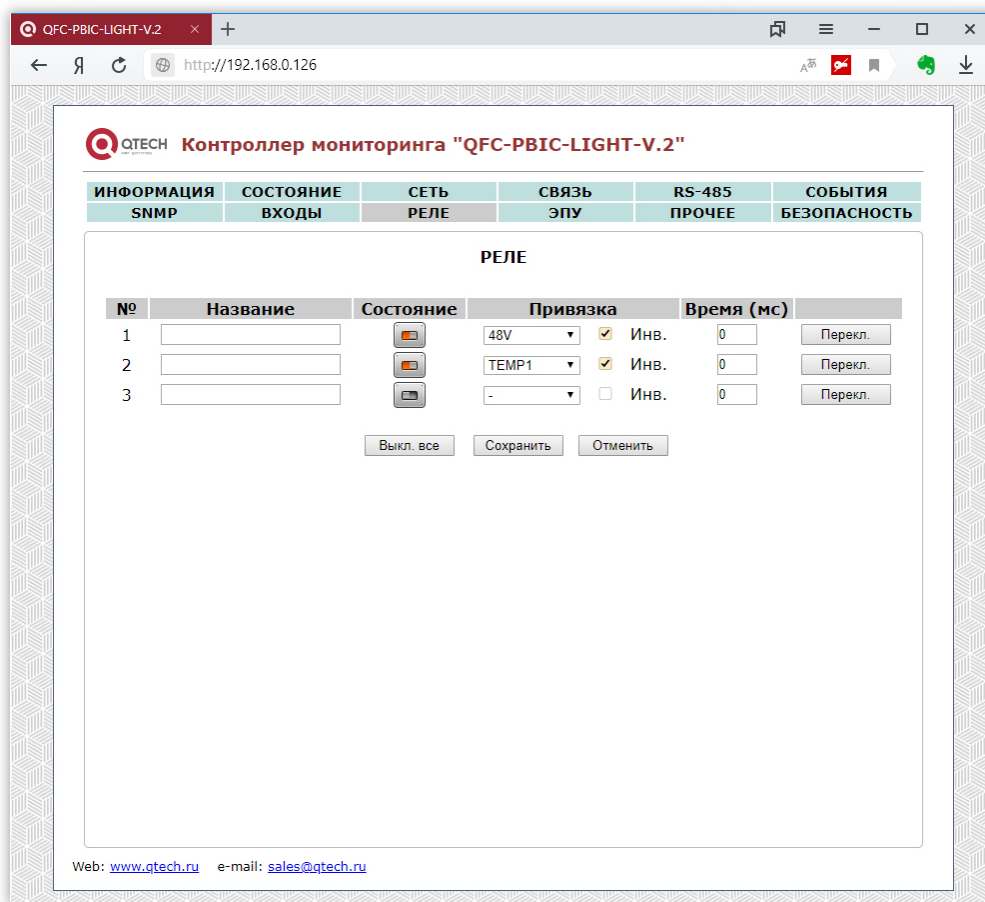 QFC-PBIC-LIGHT-V.2
Я http://192.168.0.126
QTECH Контроллер мониторинга "QFC-PBIC-LIGHT-V.2"
ИНФОРМАЦИЯ СОСТОЯНИЕ СЕТЬ СВЯЗЬ RS-485 СОБЫТИЯ
SNMP ВХОДЫ РЕЛЕ ЭПУ ПРОЧЕЕ БЕЗОПАСНОСТЬ
РЕЛЕ
№ Название Состояние Привязка Время (мс)
1 48V Инв. 0 Перекл.
2 TEMP1 Инв. 0 Перекл.
3 - Инв. 0 Перекл.
Выкл. все Сохранить Отменить
Web: www.qtech.ru e-mail: sales@qtech.ru